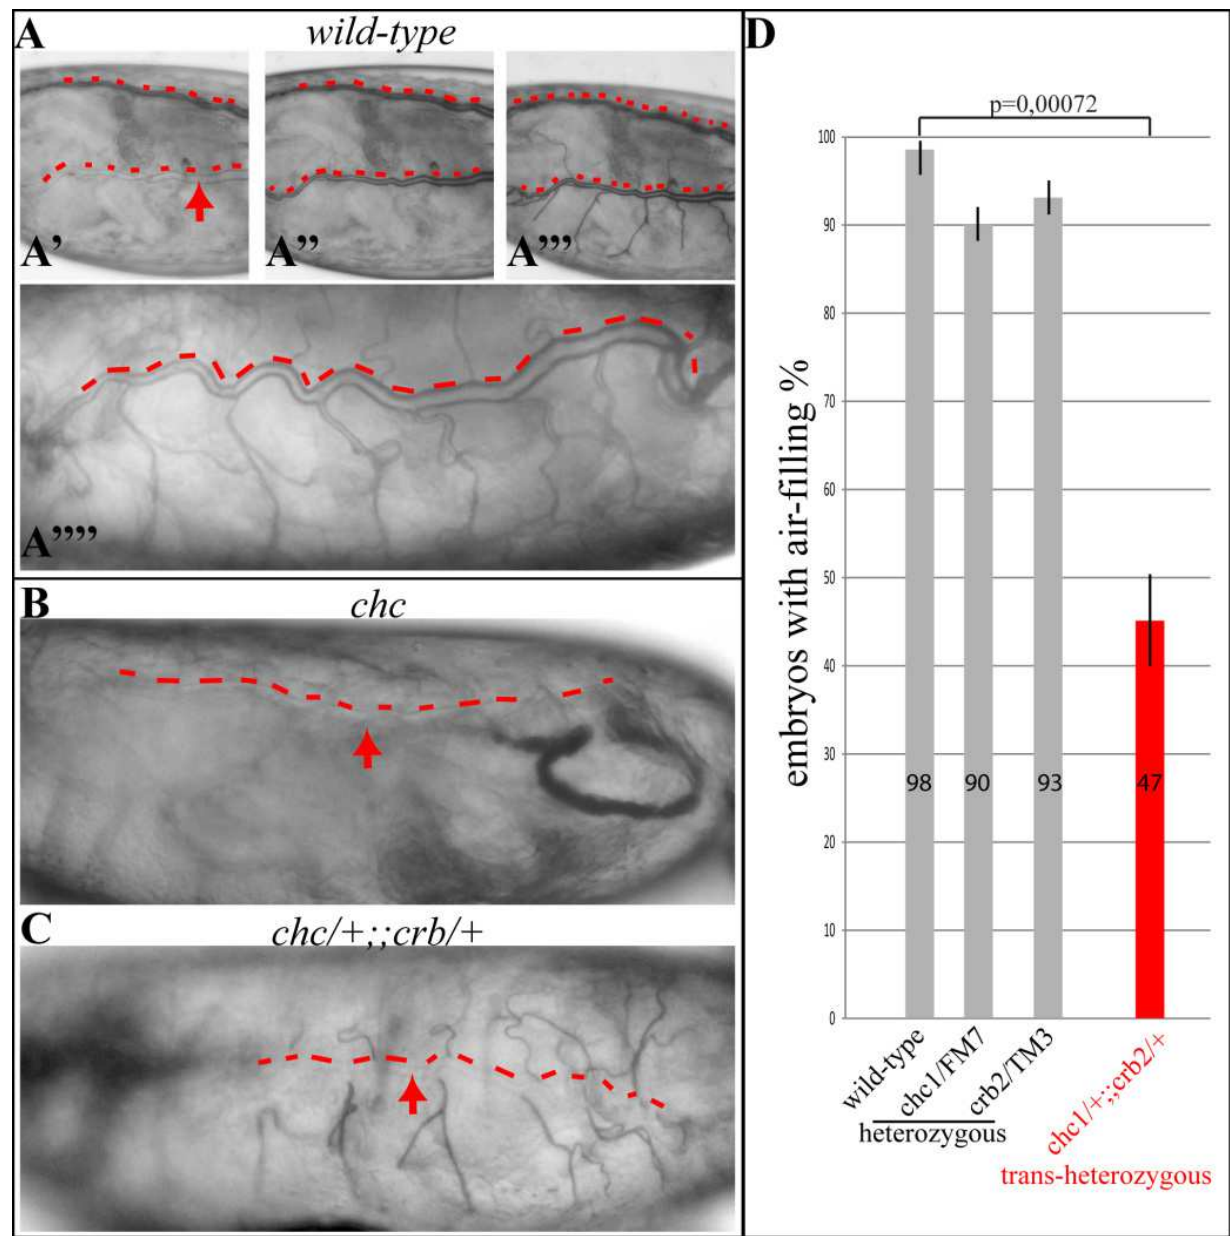 A
wild-type
A’
A’’
A’’’
A’’’’
B
chc
C
chc/+;;crb/+
D
p=0,00072
embryos with air-filling %
100
90
80
70
60
50
40
30
20
10
0
98
90
93
47
wild-type
chc1/FM7
crb2/TM3
chc1/+;;crb2/+
heterozygous
trans-heterozygous